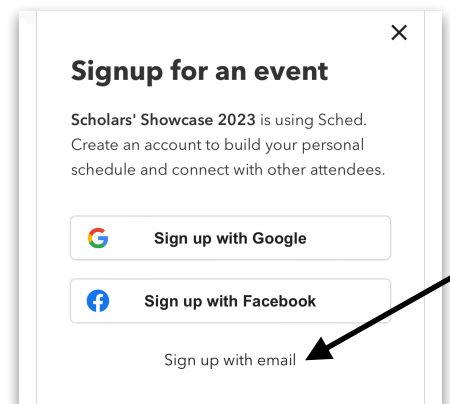 Signup for an event
Scholars' Showcase 2023 is using Sched.
Create an account to build your personal
schedule and connect with other attendees.
Sign up with Google
Sign up with Facebook
Sign up with email